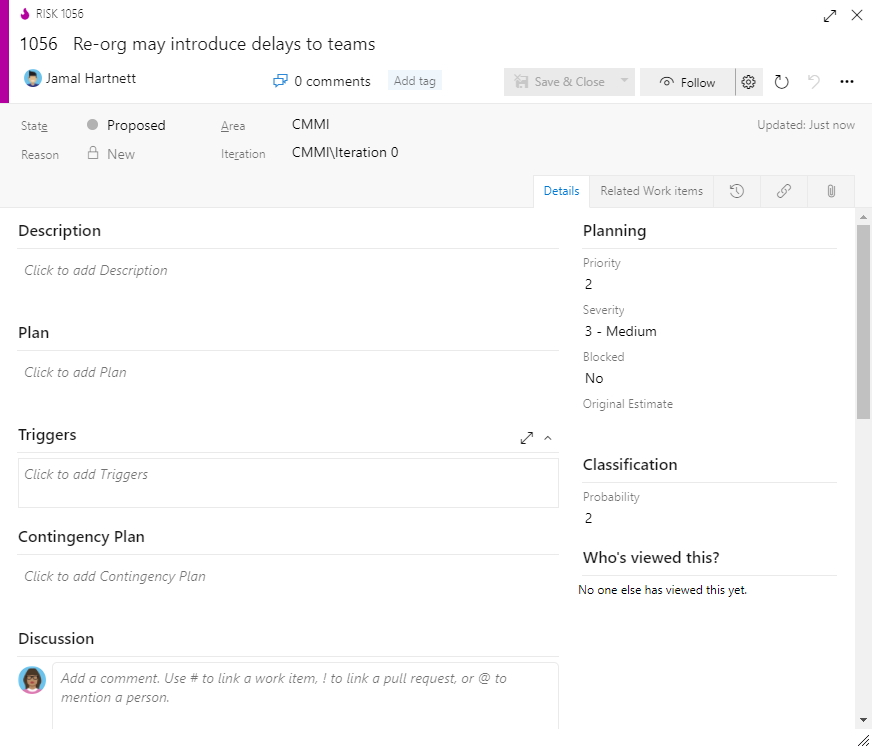 RISK 1056
1056 Re-org may introduce delays to teams
Jamal Hartnett
0 comments
Add tag
Save & Close
Follow
State
Proposed
Area
CMMI
Updated: Just now
Reason
New
Iteration
CMMI\Iteration 0
Details
Related Work items
Description
Click to add Description
Plan
Click to add Plan
Triggers
Click to add Triggers
Contingency Plan
Click to add Contingency Plan
Discussion
Add a comment. Use # to link a work item, ! to link a pull request, or @ to
mention a person.
Planning
Priority
2
Severity
3 - Medium
Blocked
No
Original Estimate
Classification
Probability
2
Who's viewed this?
No one else has viewed this yet.